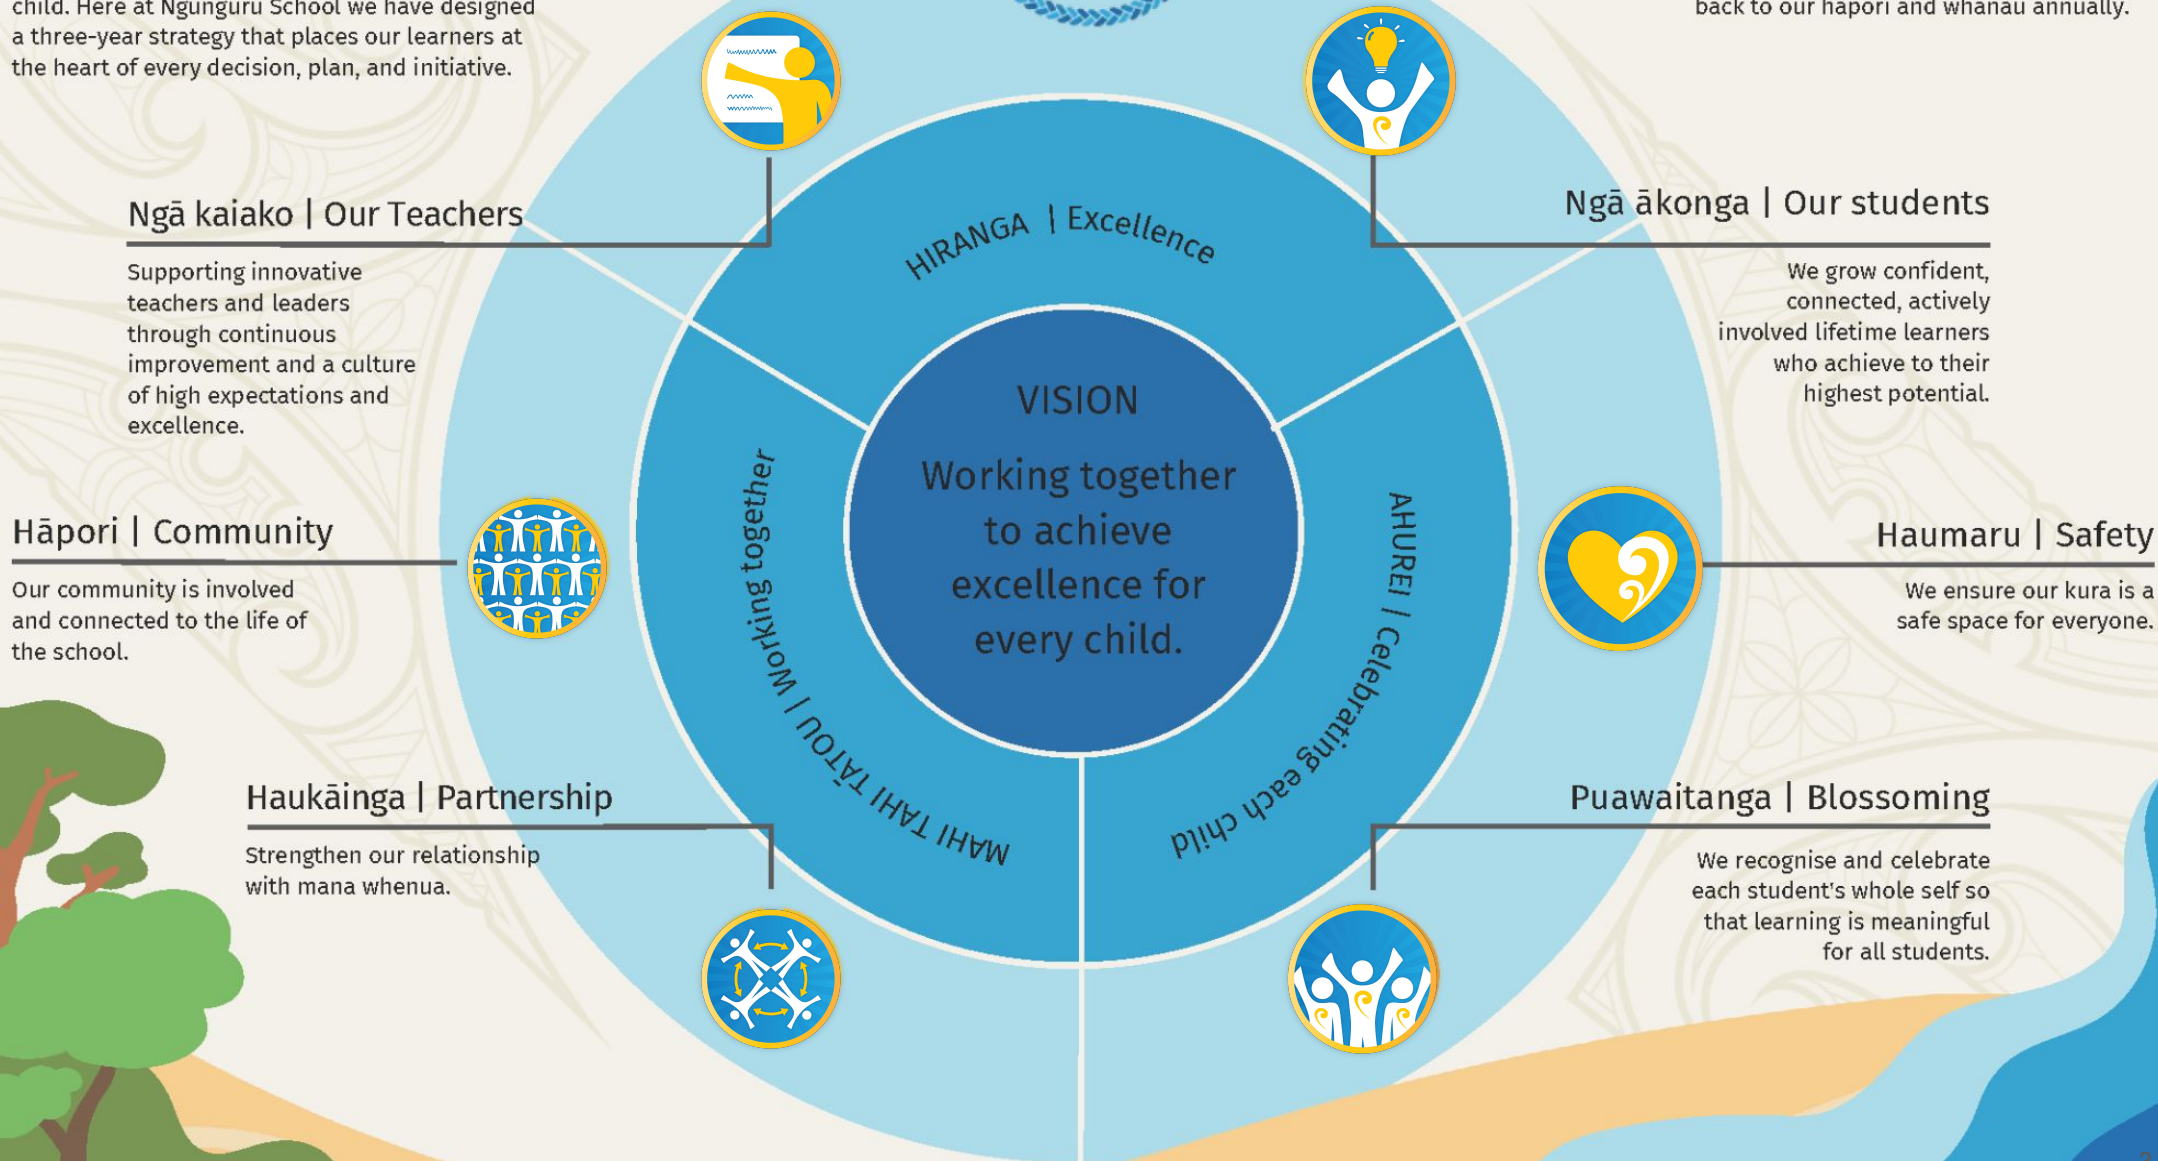 child. Here at Ngunguru School we have designed
a three-year strategy that places our learners at
the heart of every decision, plan, and initiative.
back to our hapori and whānau annually.
Ngā kaiako | Our Teachers
Supporting innovative
teachers and leaders
through continuous
improvement and a culture
of high expectations and
excellence.
Ngā ākonga | Our students
We grow confident,
connected, actively
involved lifetime learners
who achieve to their
highest potential.
HIRANGA | Excellence
VISION
Working together
to achieve
excellence for
every child.
MAHI TAHI TĀTOU | Working together
AHUREI | Celebrating each child
Hāpori | Community
Our community is involved
and connected to the life of
the school.
Haumaru | Safety
We ensure our kura is a
safe space for everyone.
Haukāinga | Partnership
Strengthen our relationship
with mana whenua.
Puawaitanga | Blossoming
We recognise and celebrate
each student's whole self so
that learning is meaningful
for all students.